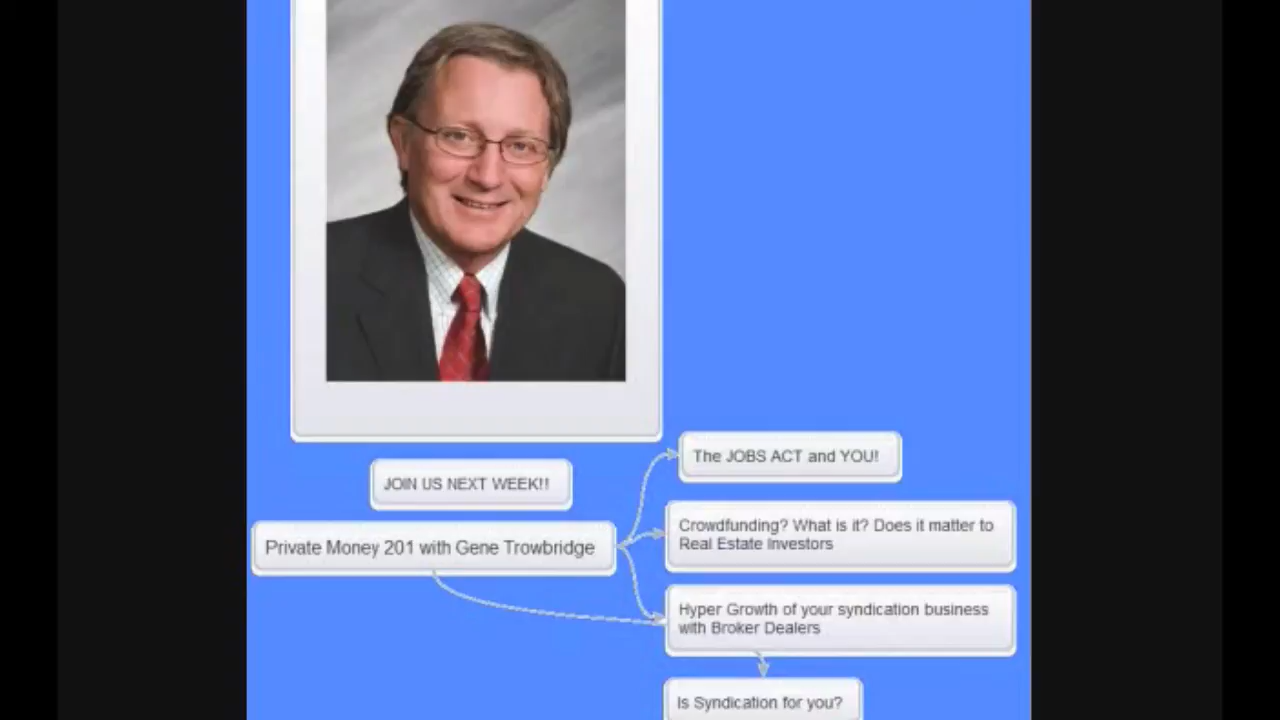 JOIN US NEXT WEEK!!
Private Money 201 with Gene Trowbridge
The JOBS ACT and YOU!
Crowdfunding? What is it? Does it matter to
Real Estate Investors
Hyper Growth of your syndication business
with Broker Dealers
Is Syndication for you?